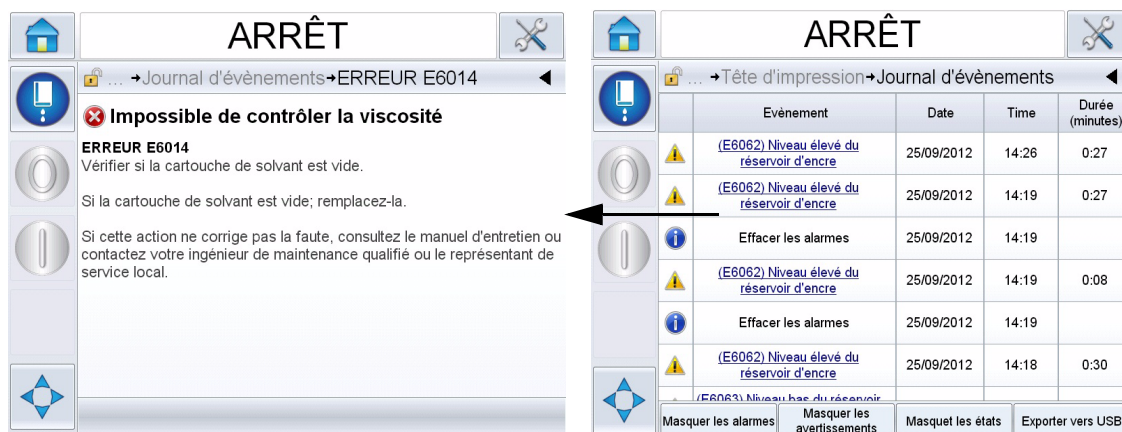 ARRÊT
... →Journal d'évènements→ERREUR E6014
Impossible de contrôler la viscosité
ERREUR E6014
Vérifier si la cartouche de solvant est vide.
Si la cartouche de solvant est vide; remplacez-la.
Si cette action ne corrige pas la faute, consultez le manuel d'entretien ou
contactez votre ingénieur de maintenance qualifié ou le représentant de
service local.
ARRÊT
... →Tête d'impression→Journal d'évènements
Evènement Date Time Durée
(minutes)
(E6062) Niveau élevé du
réservoir d'encre 25/09/2012 14:26 0:27
(E6062) Niveau élevé du
réservoir d'encre 25/09/2012 14:19 0:27
Effacer les alarmes 25/09/2012 14:19
(E6062) Niveau élevé du
réservoir d'encre 25/09/2012 14:19 0:08
Effacer les alarmes 25/09/2012 14:19
(E6062) Niveau élevé du
réservoir d'encre 25/09/2012 14:18 0:30
(E6063) Niveau bas du réservoir
Masquer les alarmes Masquer les
avertissements Masquet les états Exporter vers USB